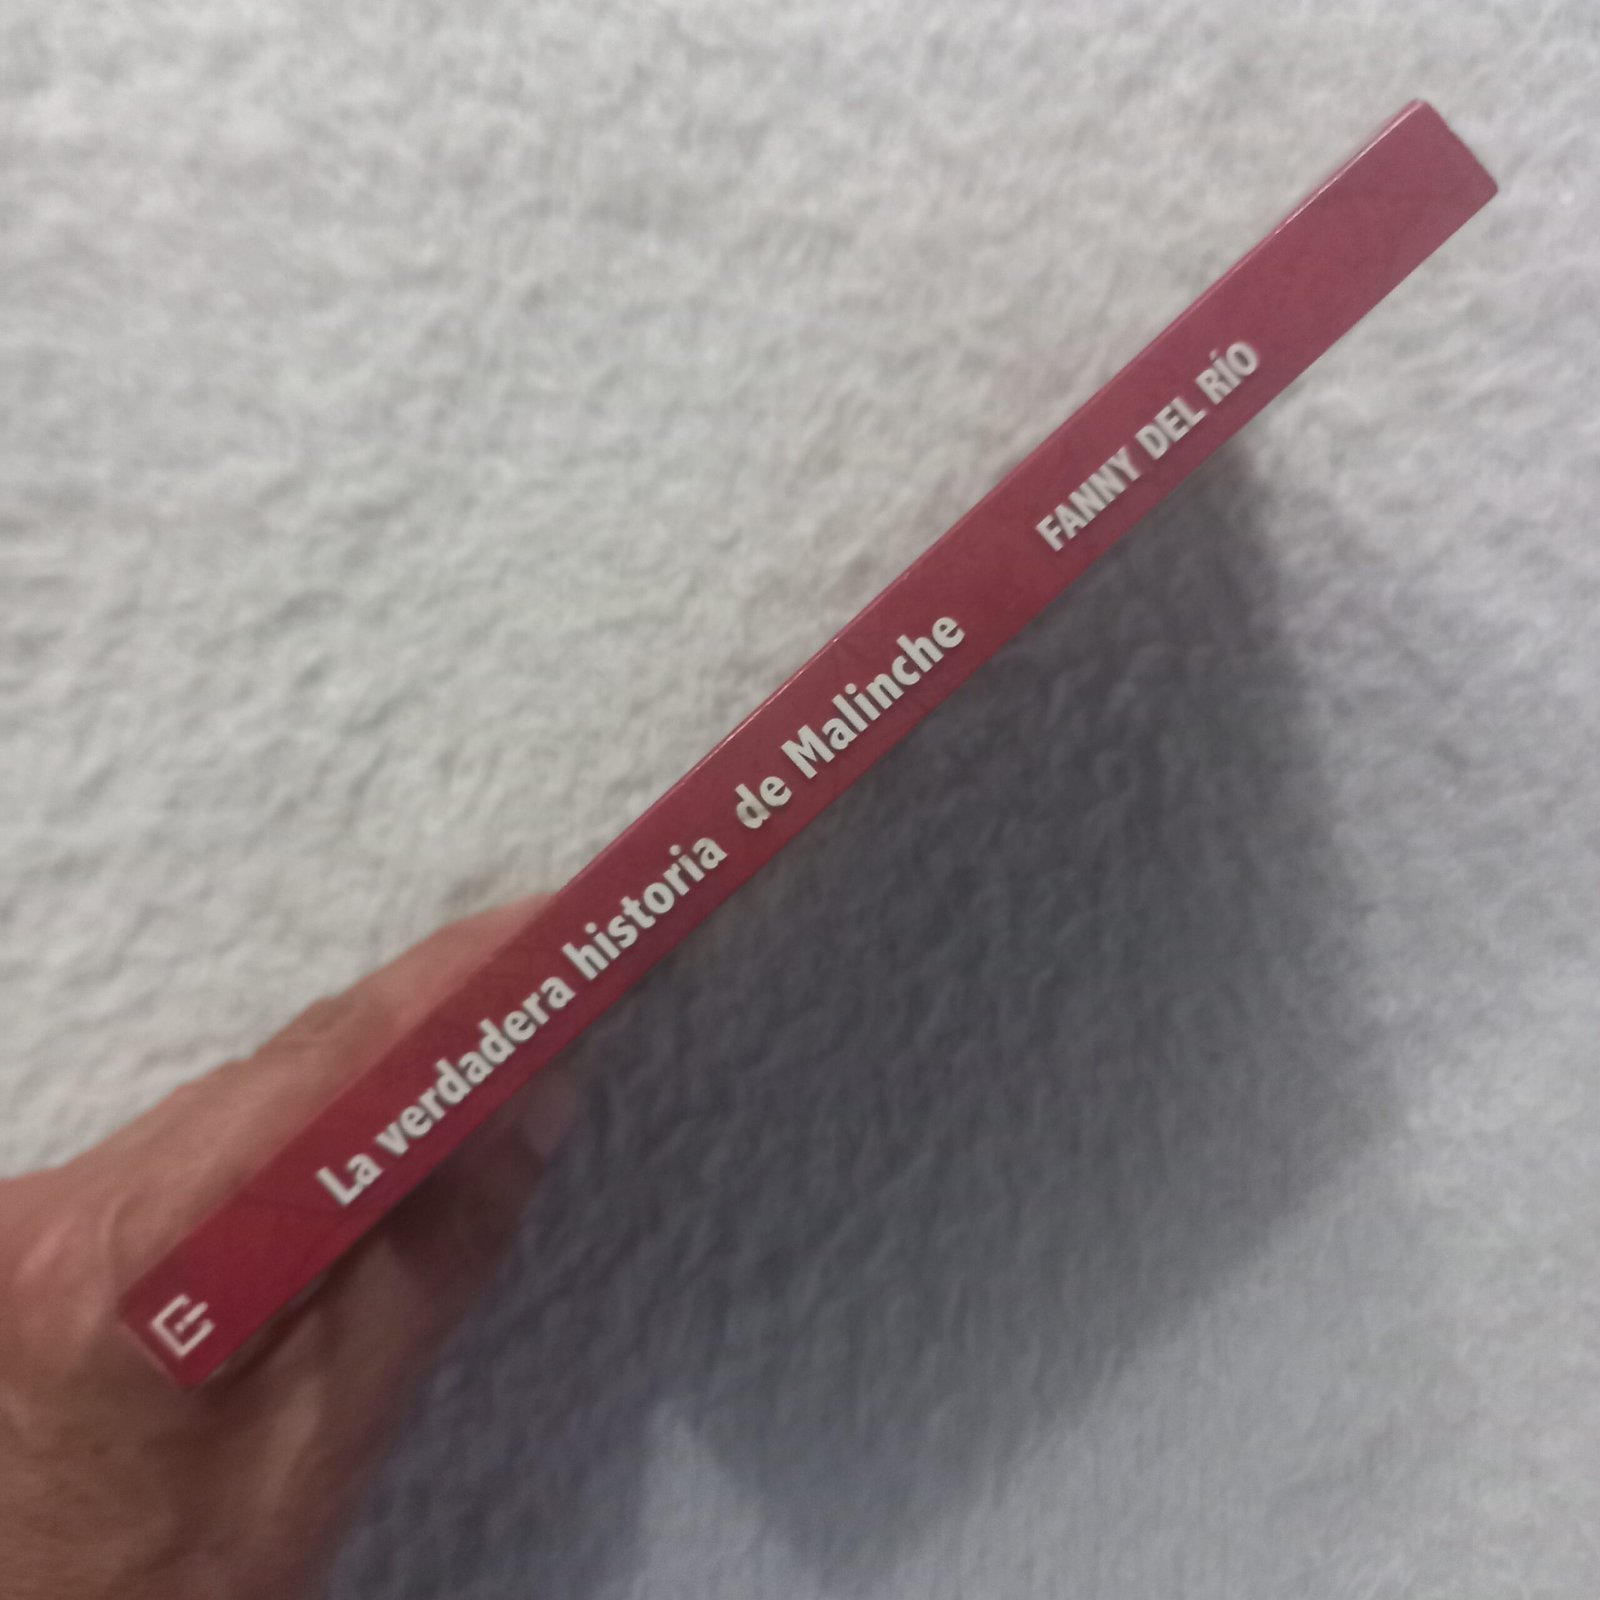 La verdadera historia de Malinche
FANNY DEL RÍO